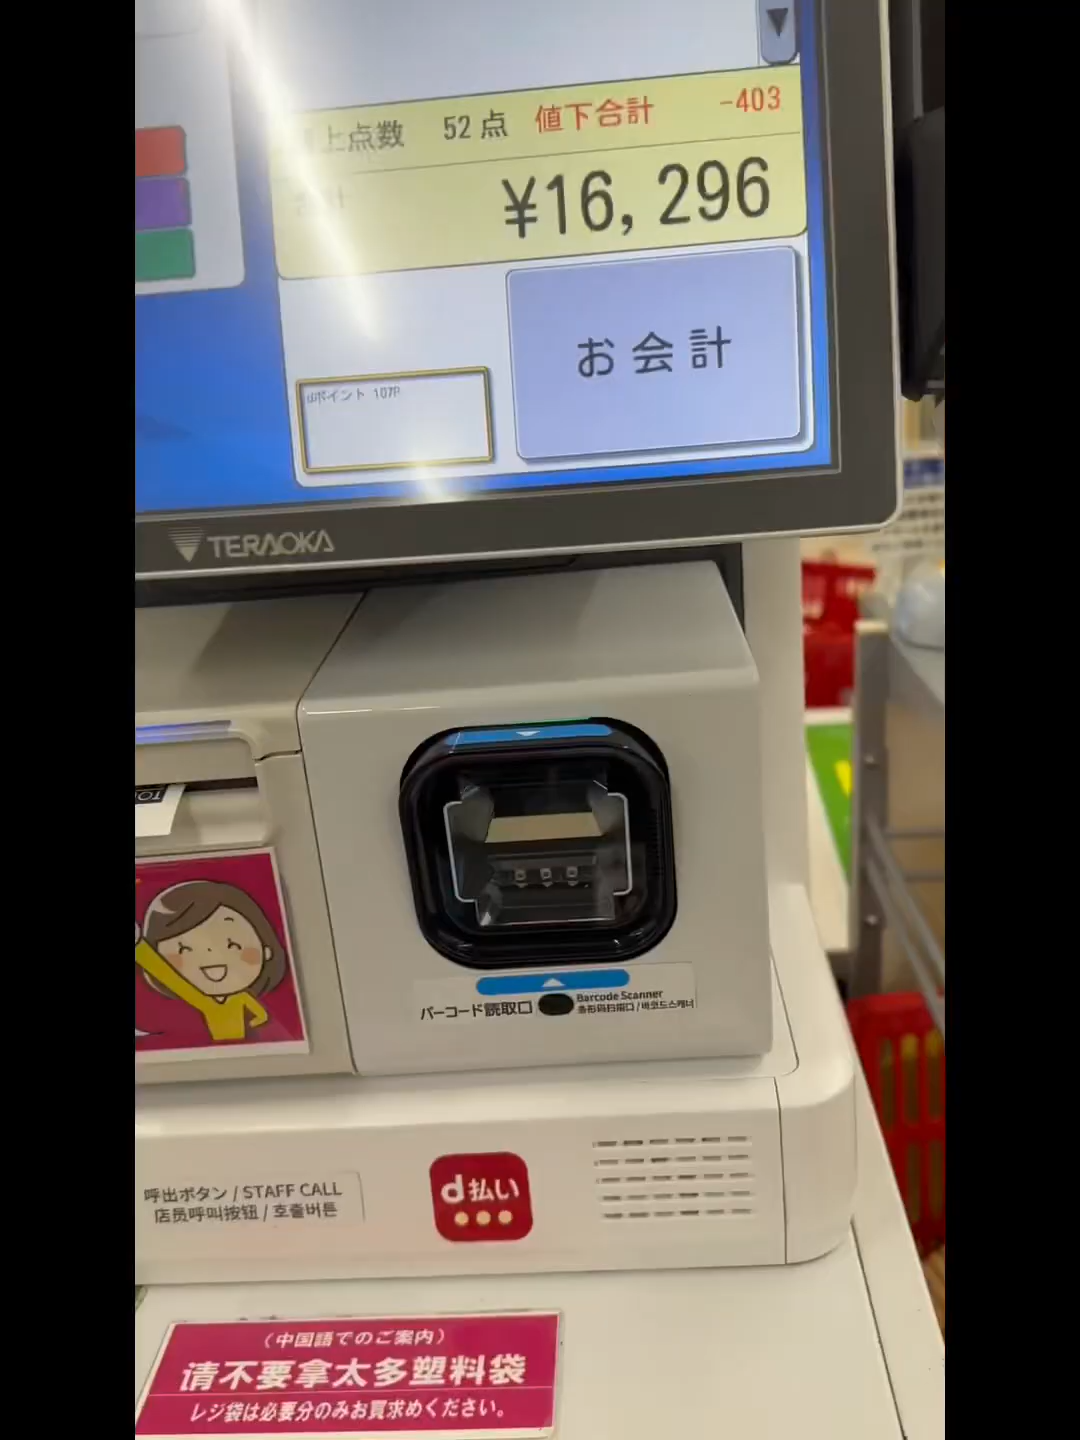 上点数 52点 値下合計 -403
¥16,296
お会計
dポイント 107P
TERAOKA
バーコード読取口
Barcode Scanner
条形码扫描口 / 바코드스캐너
呼出ボタン / STAFF CALL
店员呼叫按钮 / 호출버튼
d払い
（中国語でのご案内）
请不要拿太多塑料袋
レジ袋は必要分のみお買求めください。